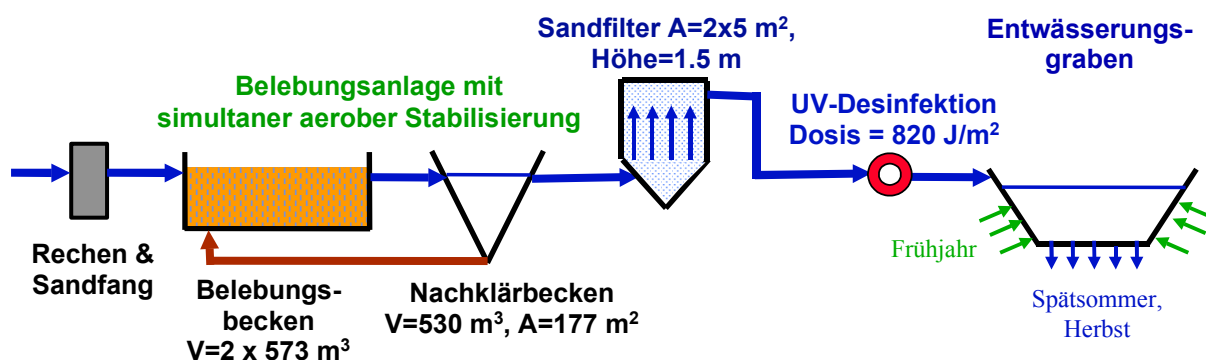 Sandfilter A=2x5 m²,
Höhe=1.5 m
Entwässerungs-
graben
Belebungsanlage mit
simultaner aerober Stabilisierung
UV-Desinfektion
Dosis = 820 J/m²
Rechen &
Sandfang
Belebungs-
becken
V=2 x 573 m³
Nachklärbecken
V=530 m³, A=177 m²
Frühjahr
Spätsommer,
Herbst